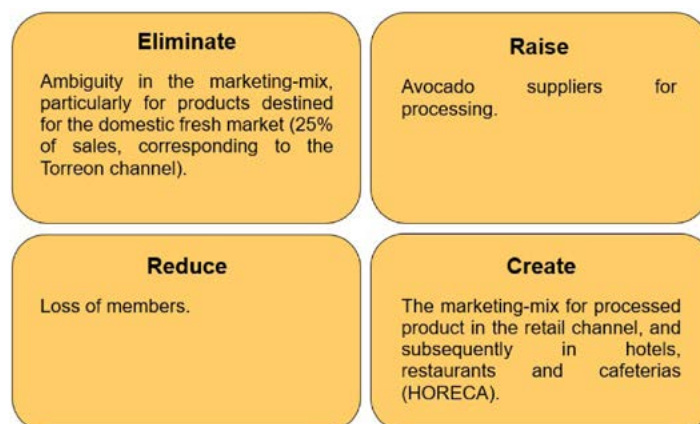 Eliminate
Ambiguity in the marketing-mix,
particularly for products destined
for the domestic fresh market (25%
of sales, corresponding to the
Torreon channel).
Raise
Avocado suppliers for
processing.
Reduce
Loss of members.
Create
The marketing-mix for processed
product in the retail channel, and
subsequently in hotels,
restaurants and cafeterias
(HORECA).